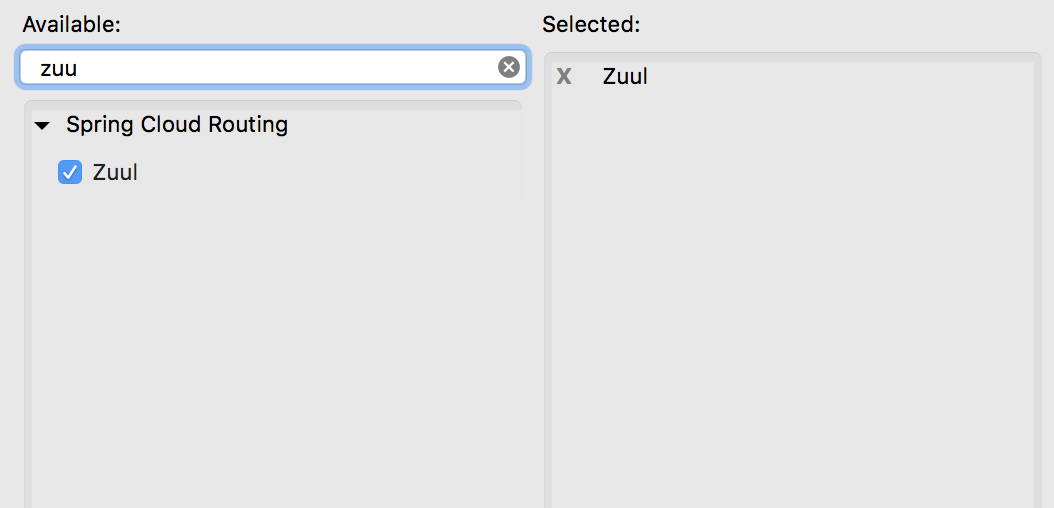 Available:
zuu
Spring Cloud Routing
Zuul
Selected:
X Zuul